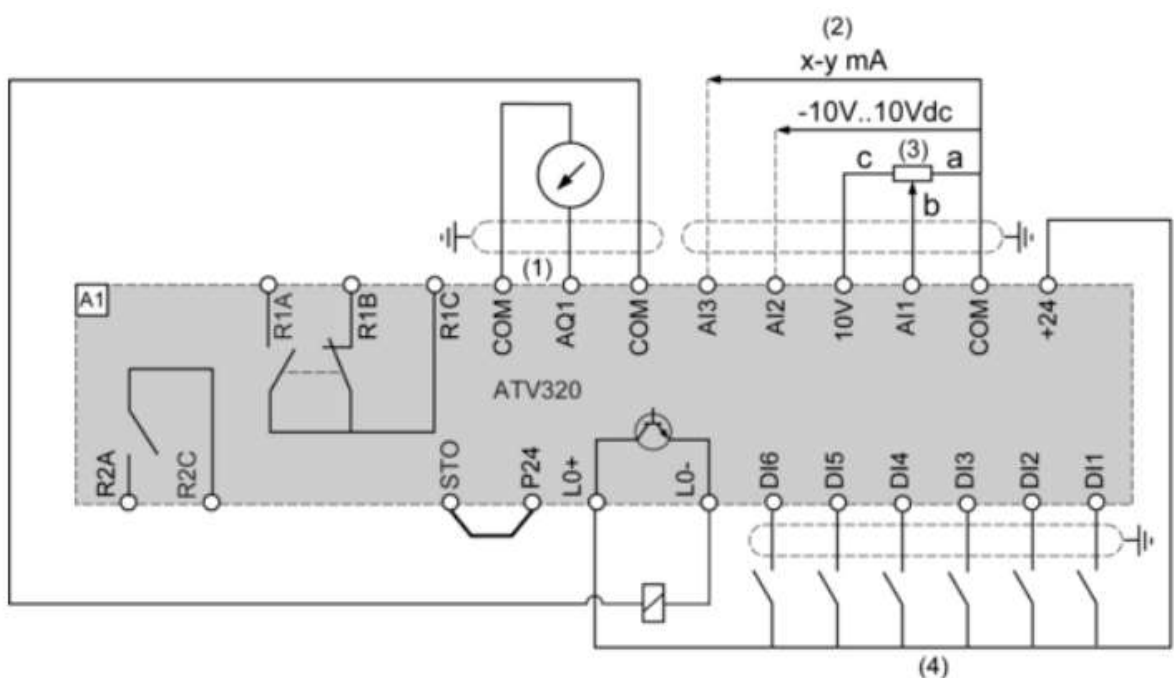 (2)
x-y mA
-10V..10Vdc
c (3) a
b
(1)
A1
R1A
R1B
R1C
COM
AQ1
COM
AI3
AI2
10V
AI1
COM
+24
ATV320
R2A
R2C
STO
P24
L0+
L0-
DI6
DI5
DI4
DI3
DI2
DI1
(4)